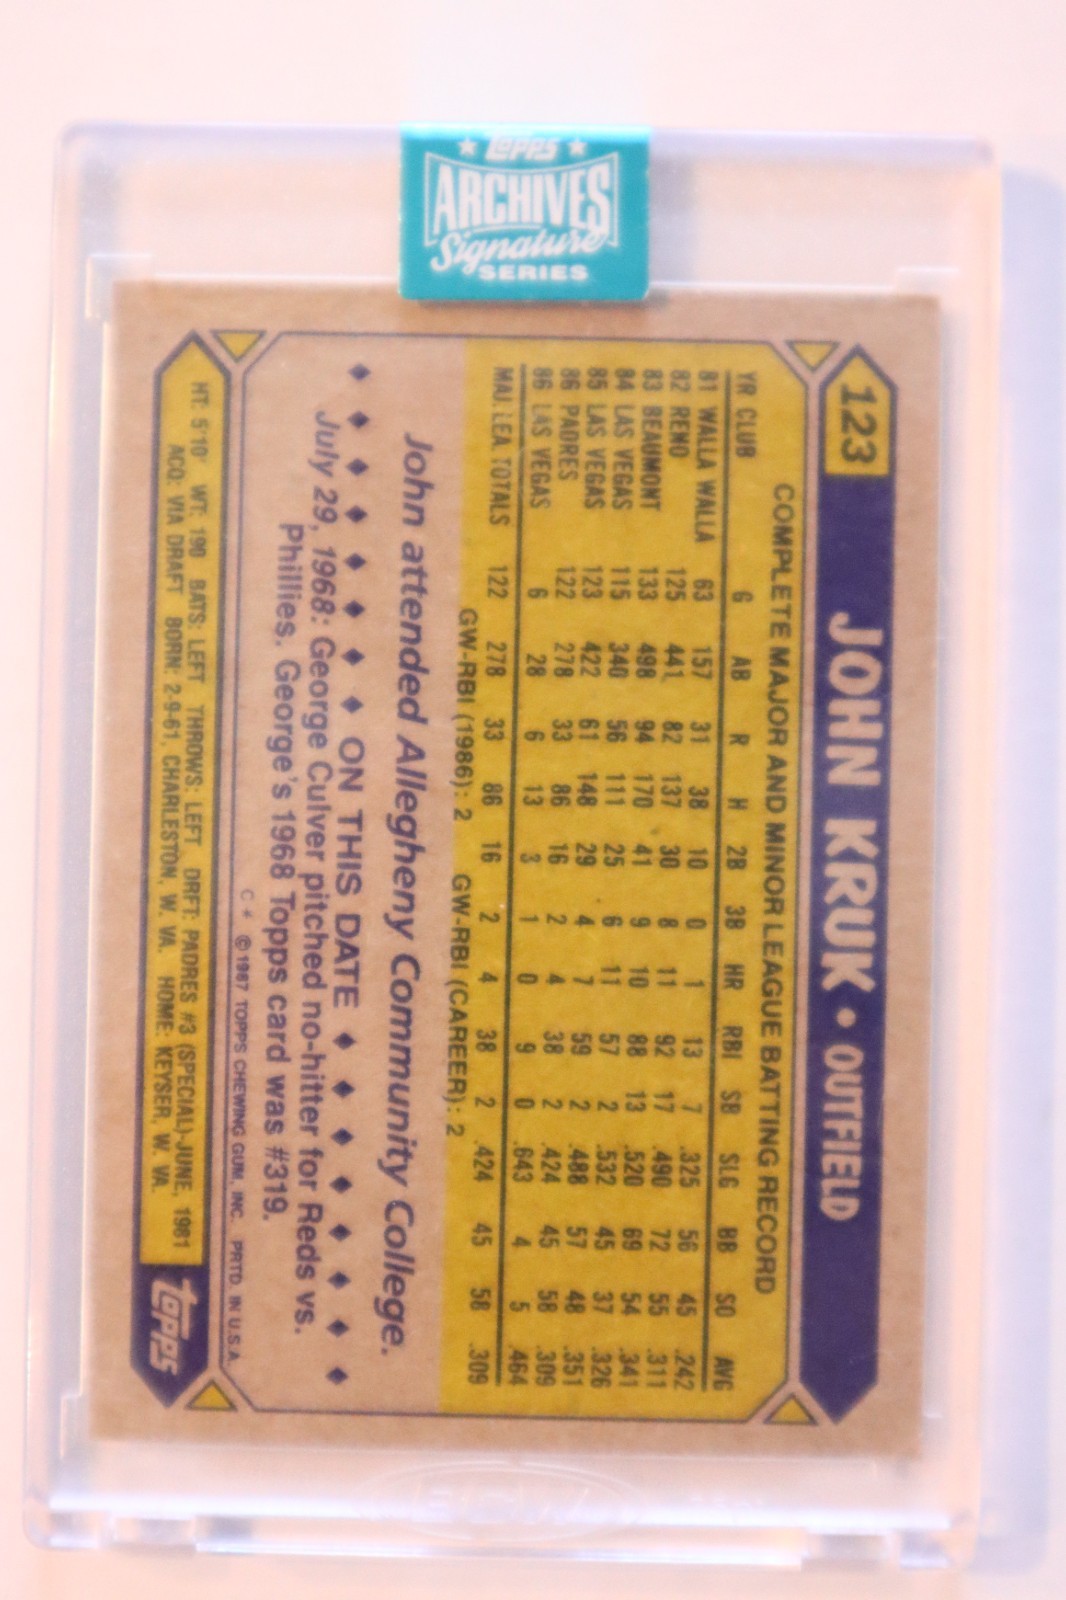 Topps
ARCHIVES
Signature
SERIES
123 JOHN KRUK • OUTFIELD
COMPLETE MAJOR AND MINOR LEAGUE BATTING RECORD
YR CLUB G AB R H 2B 3B HR RBI SB SLG BB SO AVG
81 WALLA WALLA 63 157 31 38 10 0 1 13 7 .325 56 45 .242
82 RENO 125 441 82 137 30 8 11 92 17 .490 72 55 .311
83 BEAUMONT 133 498 94 170 41 9 10 88 13 .520 69 54 .341
84 LAS VEGAS 115 340 56 111 25 6 11 57 2 .532 45 37 .326
85 LAS VEGAS 123 422 61 148 29 4 7 59 2 .488 57 48 .351
86 PADRES 122 278 33 86 16 2 4 38 2 .424 45 58 .309
86 LAS VEGAS 6 28 6 13 3 1 0 9 0 .643 4 5 .464
MAJ. LEA. TOTALS 122 278 33 86 16 2 4 38 2 .424 45 58 .309
GW-RBI (1986): 2 GW-RBI (CAREER): 2
John attended Allegheny Community College.
ON THIS DATE
July 29, 1968: George Culver pitched no-hitter for Reds vs.
Phillies. George's 1968 Topps card was #319.
C * © 1987 TOPPS CHEWING GUM, INC. PRTD. IN U.S.A.
HT: 5'10" WT: 190 BATS: LEFT THROWS: LEFT DRFT: PADRES #3 (SPECIAL)-JUNE, 1981
ACQ: VIA DRAFT BORN: 2-9-61, CHARLESTON, W. VA. HOME: KEYSER, W. VA.
topps